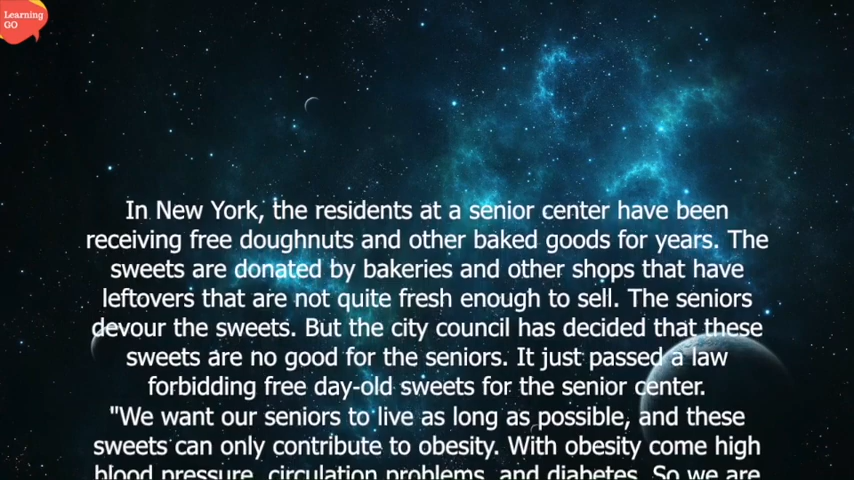 Learning
GO
In New York, the residents at a senior center have been
receiving free doughnuts and other baked goods for years. The
sweets are donated by bakeries and other shops that have
leftovers that are not quite fresh enough to sell. The seniors
devour the sweets. But the city council has decided that these
sweets are no good for the seniors. It just passed a law
forbidding free day-old sweets for the senior center.
"We want our seniors to live as long as possible, and these
sweets can only contribute to obesity. With obesity come high
blood pressure, circulation problems, and diabetes. So we are